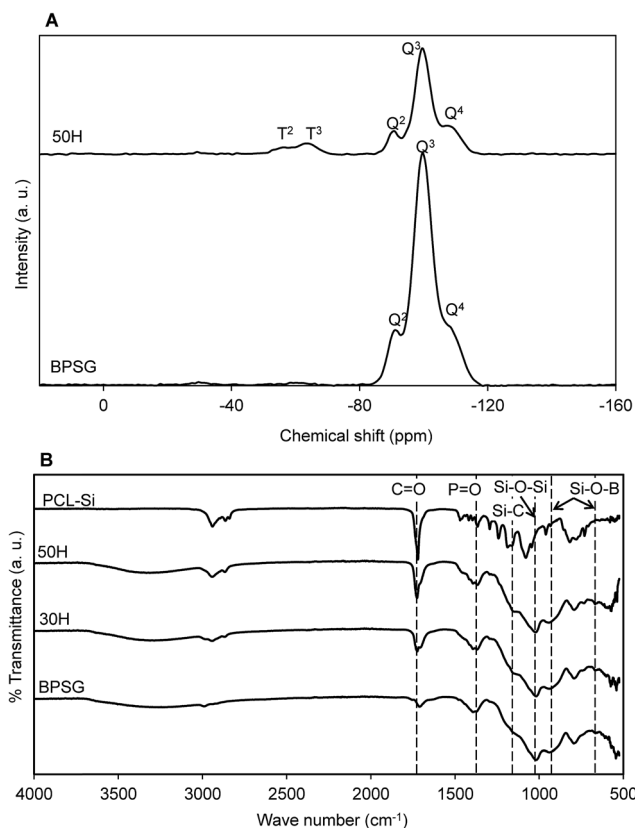 A
Q³
50H
T² T³
Q²
Q⁴
Q³
Q²
Q⁴
BPSG
Intensity (a. u.)
0 -40 -80 -120 -160
Chemical shift (ppm)
B
PCL-Si
C=O
P=O
Si-O-Si
Si-O-B
Si-C
50H
30H
BPSG
% Transmittance (a. u.)
4000 3500 3000 2500 2000 1500 1000 500
Wave number (cm⁻¹)